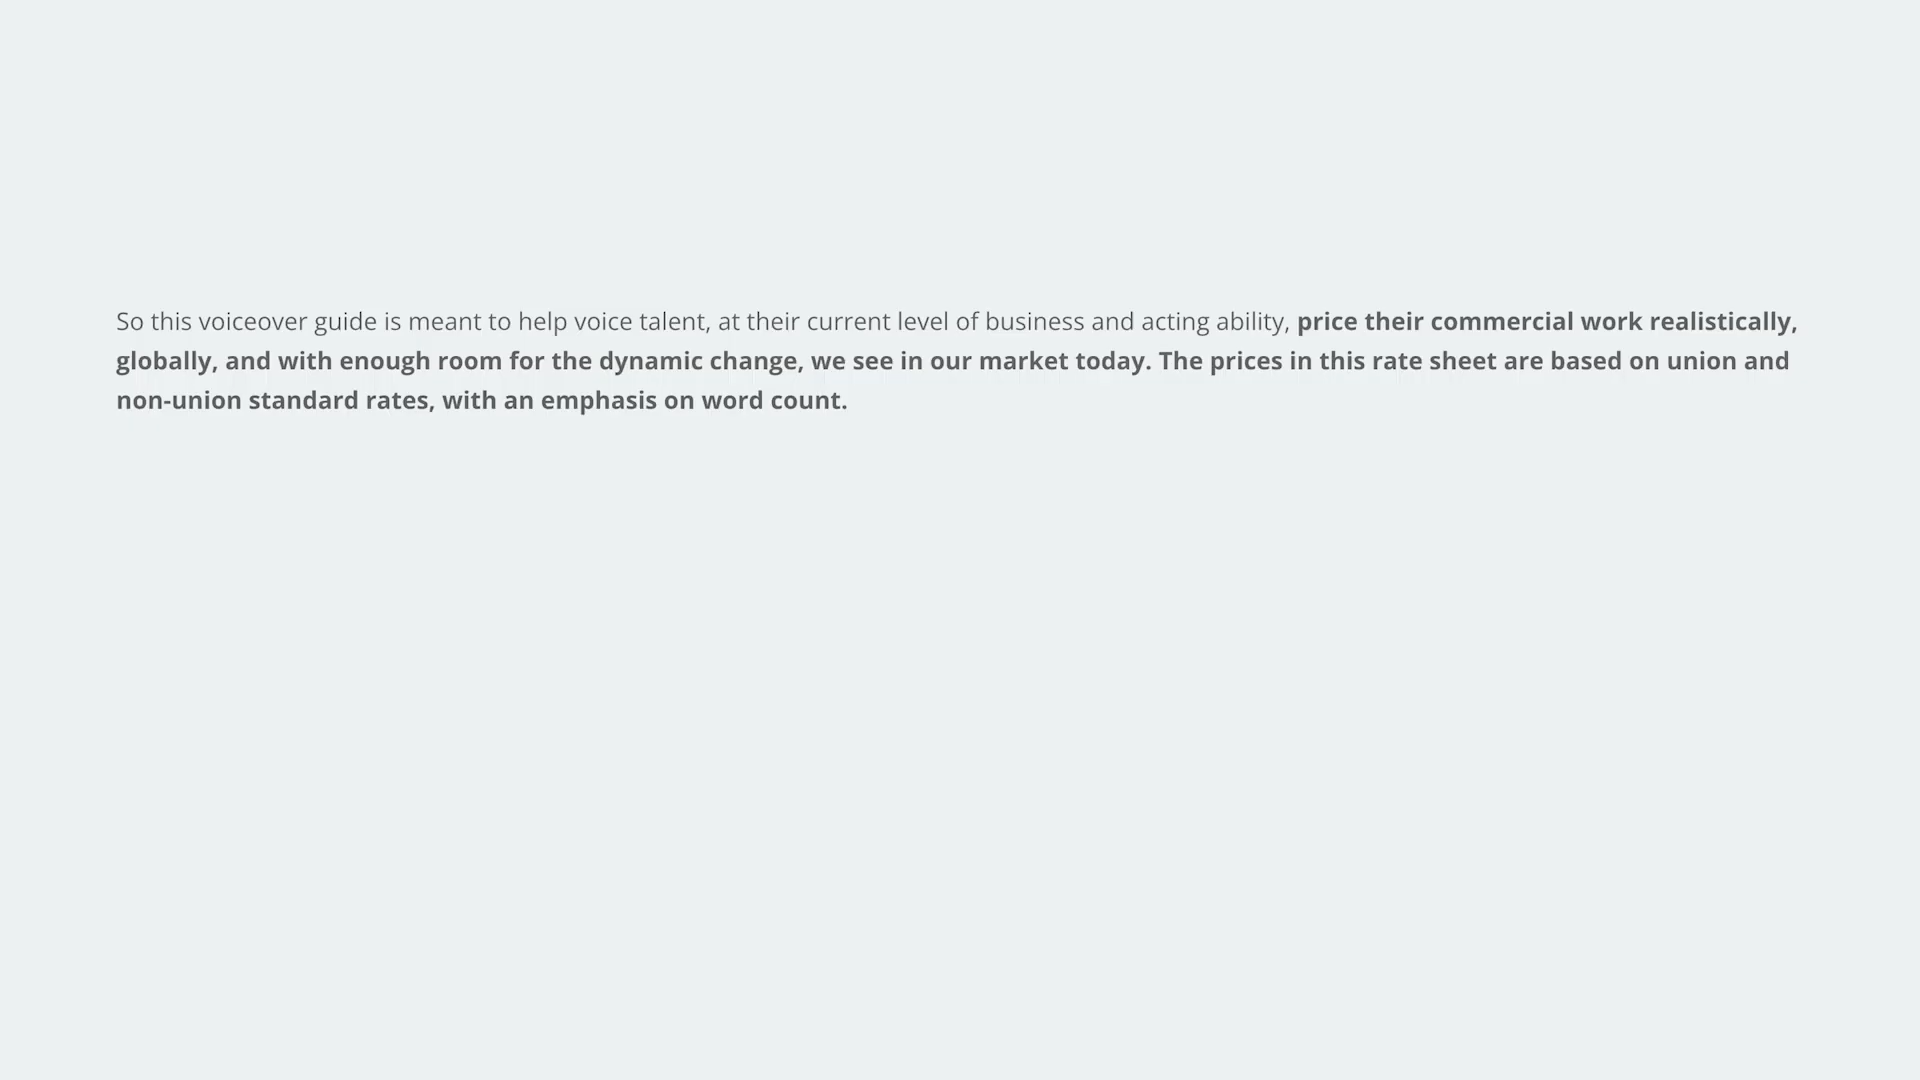 So this voiceover guide is meant to help voice talent, at their current level of business and acting ability, price their commercial work realistically,
globally, and with enough room for the dynamic change, we see in our market today. The prices in this rate sheet are based on union and
non-union standard rates, with an emphasis on word count.